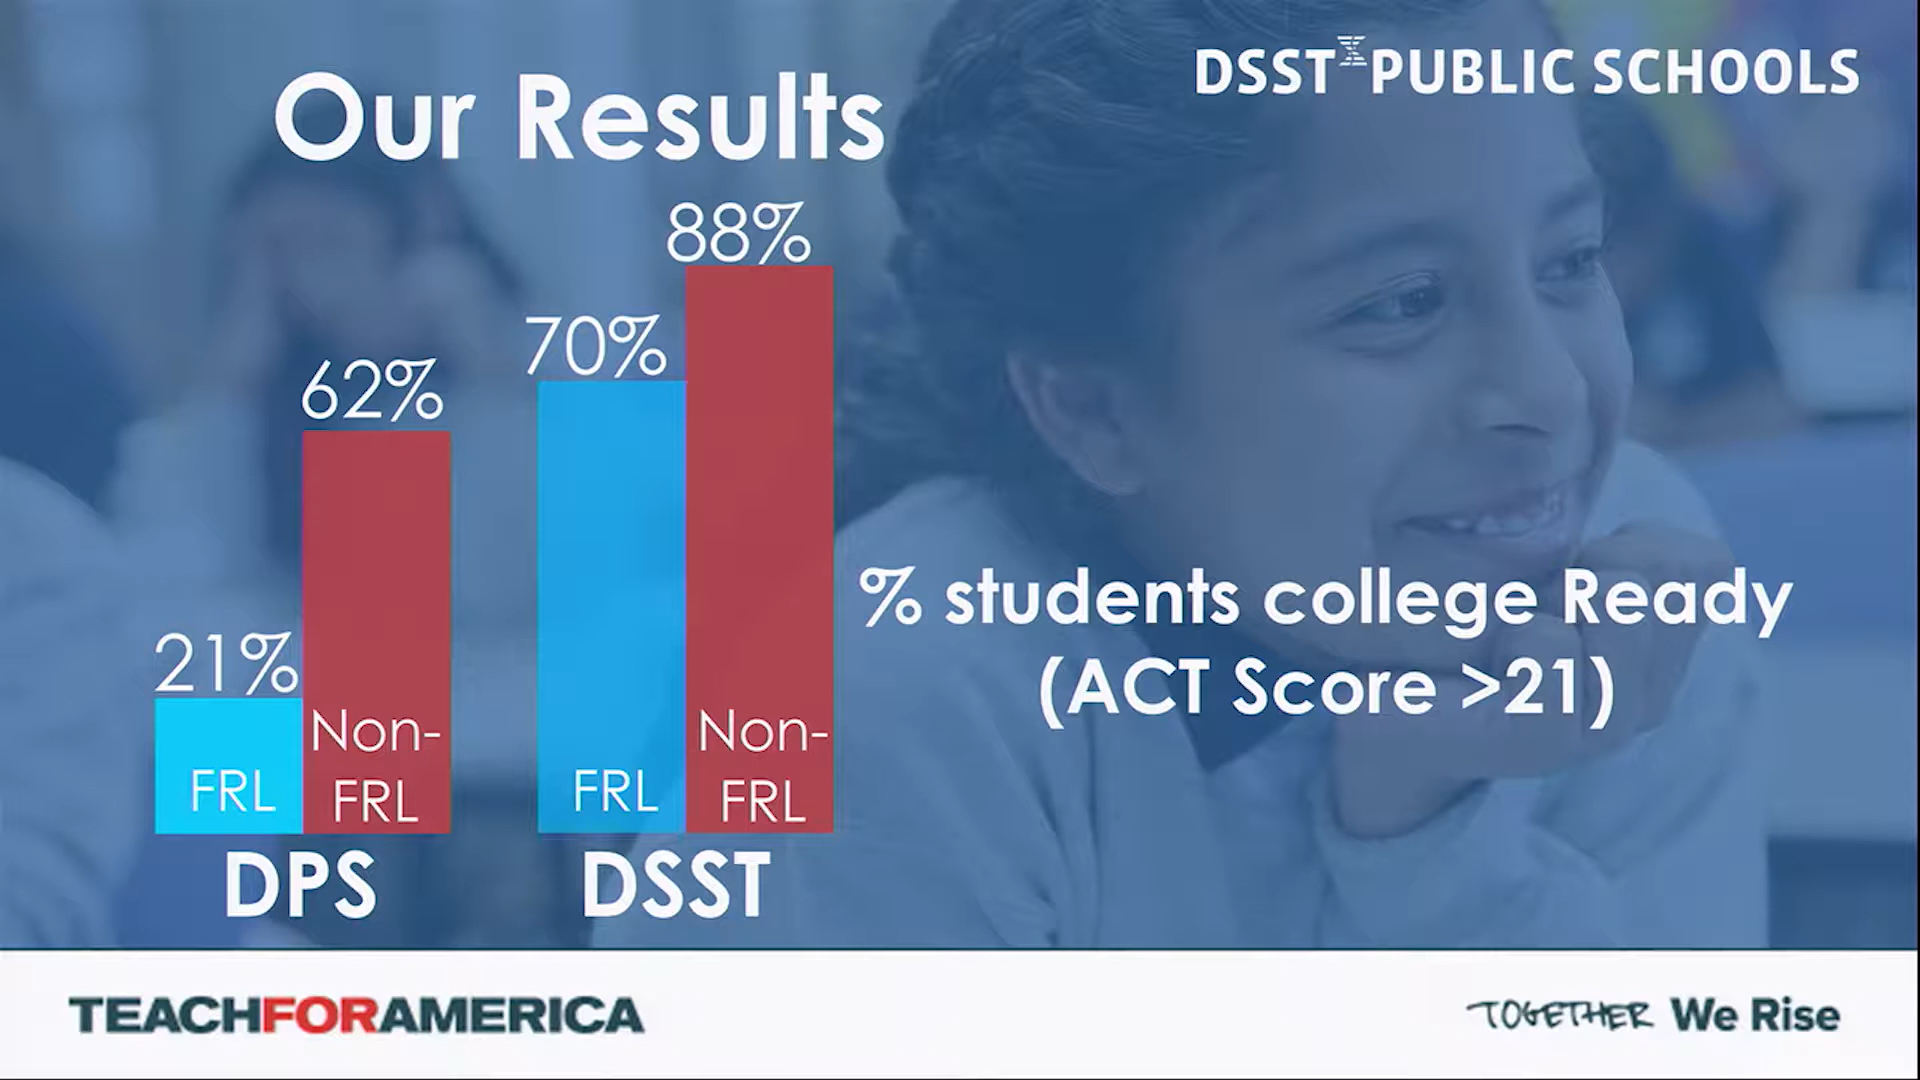 DSST PUBLIC SCHOOLS
Our Results
88%
70%
62%
21%
% students college Ready
(ACT Score >21)
FRL
Non-
FRL
FRL
Non-
FRL
DPS
DSST
TEACHFORAMERICA
TOGETHER We Rise